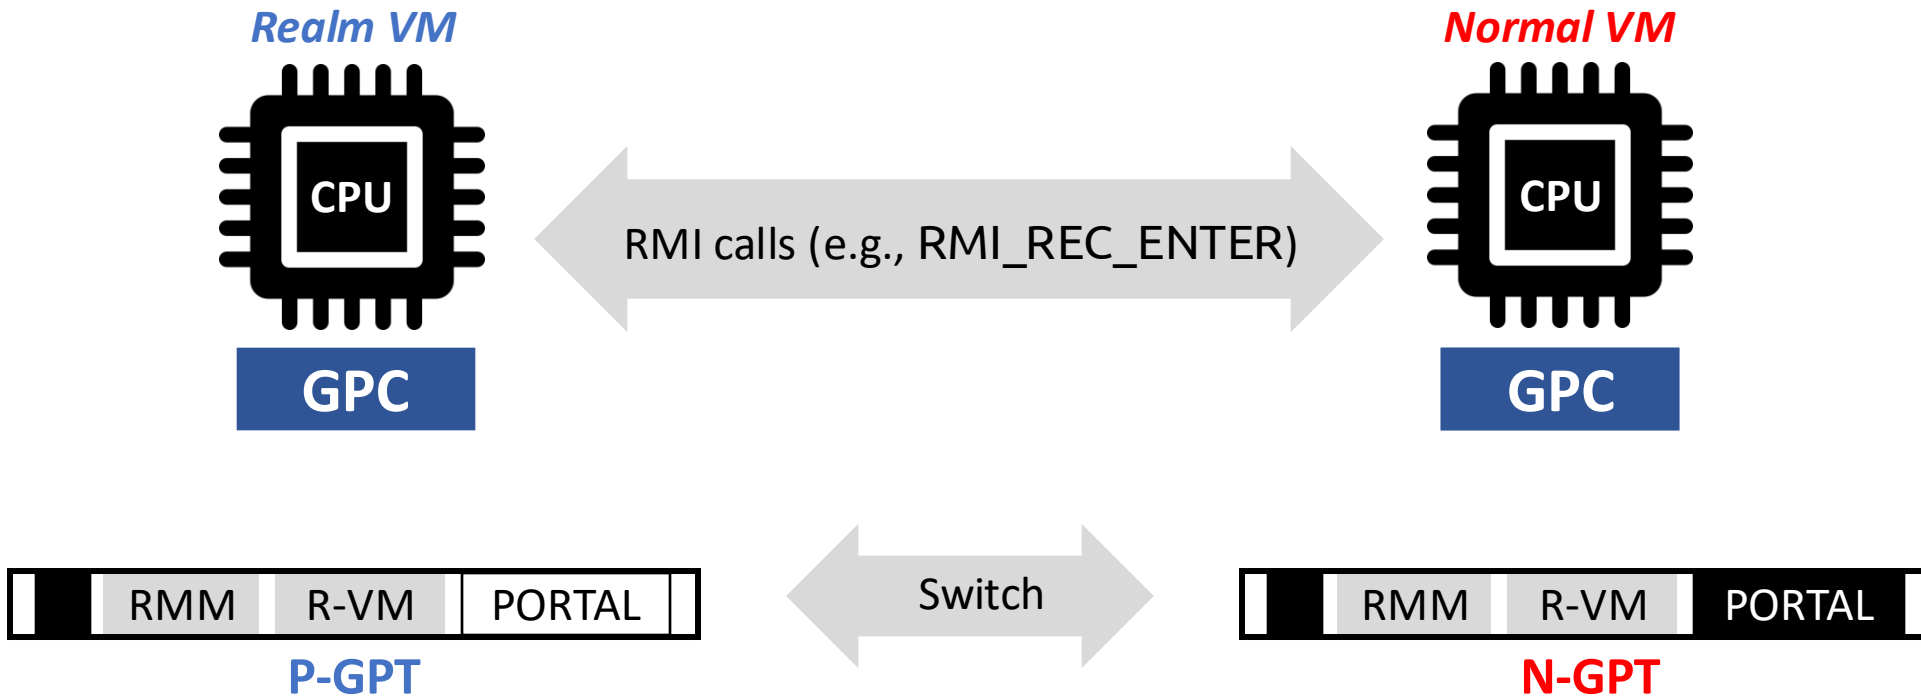 Realm VM
Normal VM
CPU
RMI calls (e.g., RMI_REC_ENTER)
CPU
GPC
GPC
RMM
R-VM
PORTAL
Switch
RMM
R-VM
PORTAL
P-GPT
N-GPT